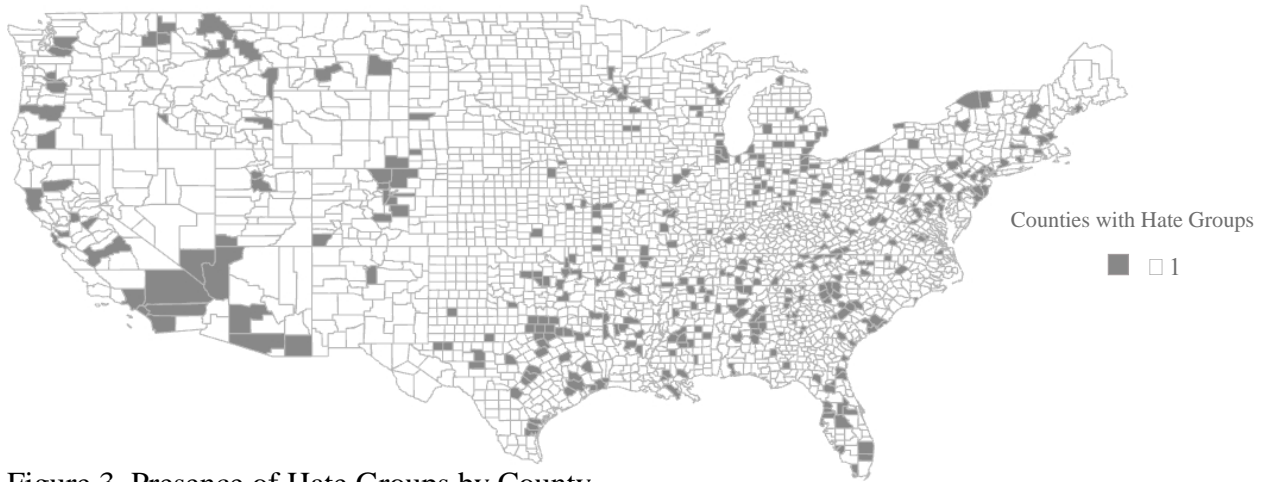 Counties with Hate Groups
□ 1
Figure 3. Presence of Hate Groups by County